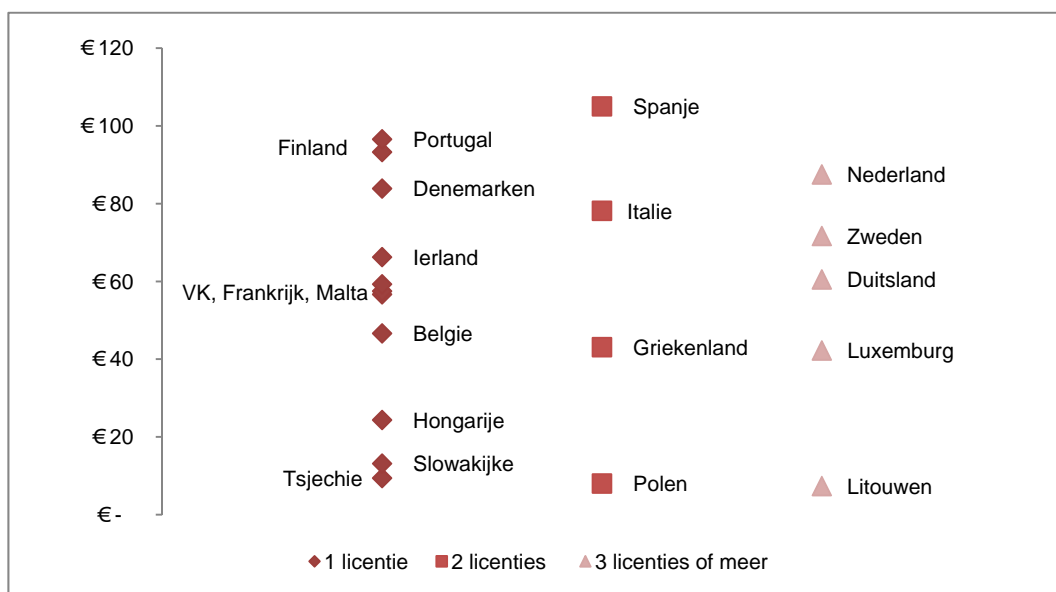 € 120
Spanje
€ 100
Portugal
Finland
Nederland
Denemarken
€ 80
Italie
Zweden
Ierland
€ 60
Duitsland
VK, Frankrijk, Malta
Belgie
Griekenland
Luxemburg
€ 40
Hongarije
€ 20
Slowakijke
Tsjechie
Polen
Litouwen
€ -
1 licentie 2 licenties 3 licenties of meer